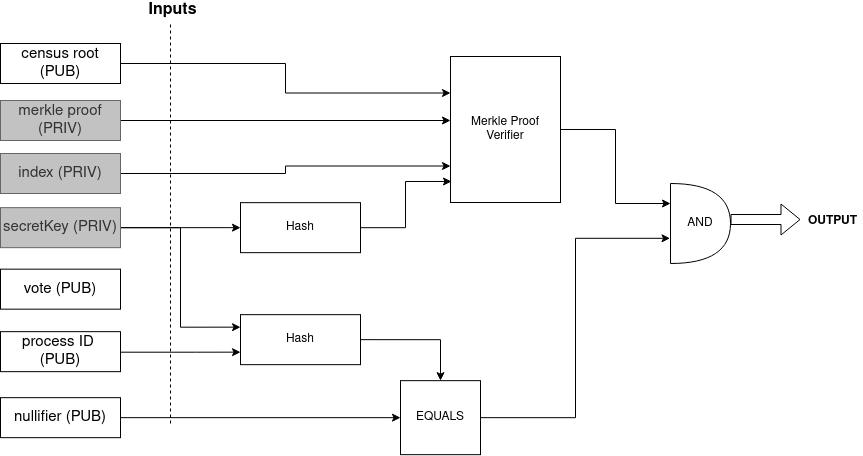 Inputs
census root
(PUB)
merkle proof
(PRIV)
index (PRIV)
secretKey (PRIV)
vote (PUB)
process ID
(PUB)
nullifier (PUB)
Hash
Hash
Merkle Proof
Verifier
EQUALS
AND
OUTPUT